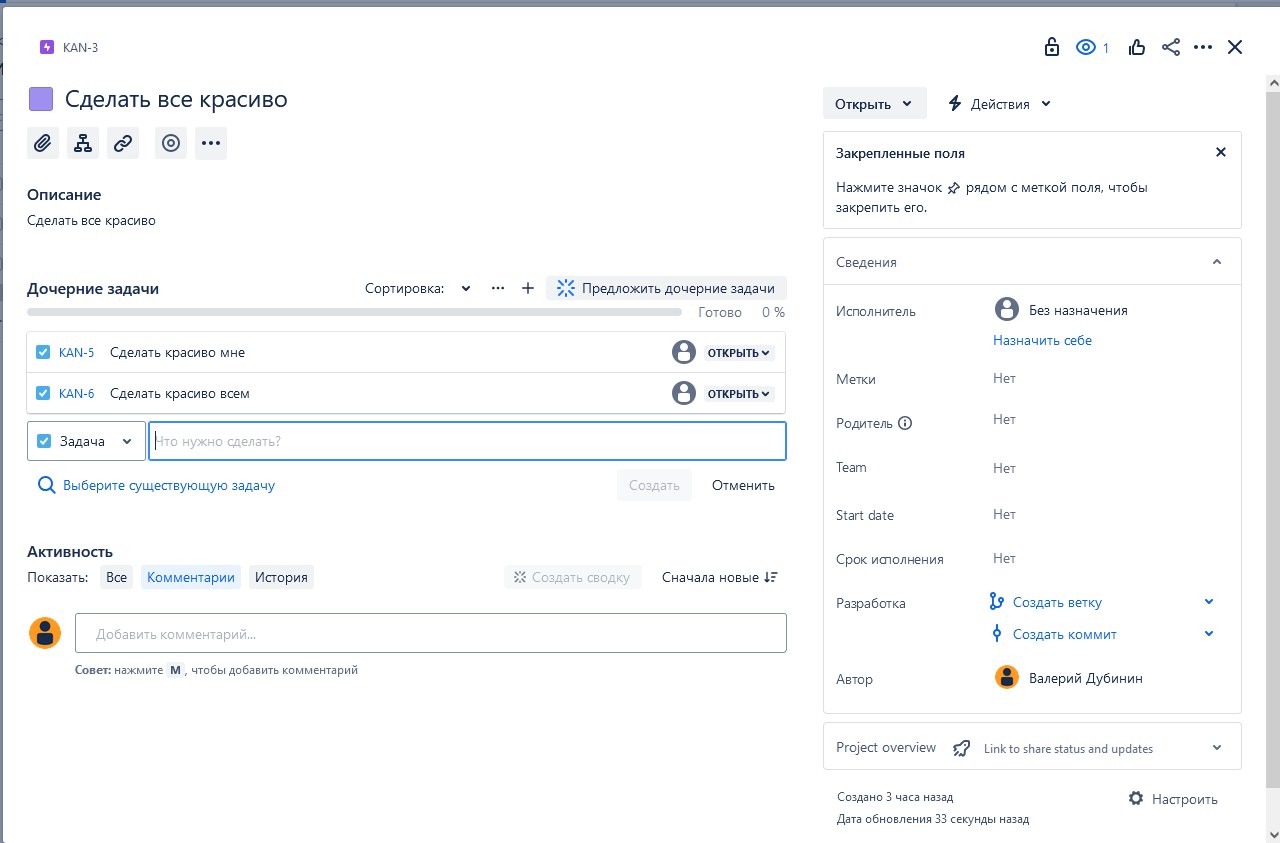 KAN-3
1
Сделать все красиво
Описание
Сделать все красиво
Дочерние задачи
Сортировка:
Предложить дочерние задачи
Готово 0 %
KAN-5 Сделать красиво мне ОТКРЫТЬ
KAN-6 Сделать красиво всем ОТКРЫТЬ
Задача Что нужно сделать?
Выберите существующую задачу Создать Отменить
Активность
Показать: Все Комментарии История Создать сводку Сначала новые
Добавить комментарий...
Совет: нажмите M , чтобы добавить комментарий
Открыть Действия
Закрепленные поля
Нажмите значок рядом с меткой поля, чтобы
закрепить его.
Сведения
Исполнитель Без назначения
Назначить себе
Метки Нет
Родитель Нет
Team Нет
Start date Нет
Срок исполнения Нет
Разработка Создать ветку
Создать коммит
Автор Валерий Дубинин
Project overview Link to share status and updates
Создано 3 часа назад Настроить
Дата обновления 33 секунды назад